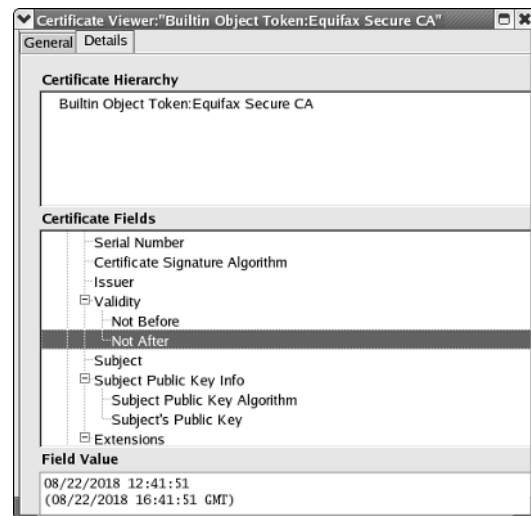 Certificate Viewer:"Builtin Object Token:Equifax Secure CA"
General Details
Certificate Hierarchy
Builtin Object Token:Equifax Secure CA
Certificate Fields
Serial Number
Certificate Signature Algorithm
Issuer
Validity
Not Before
Not After
Subject
Subject Public Key Info
Subject Public Key Algorithm
Subject's Public Key
Extensions
Field Value
08/22/2018 12:41:51
(08/22/2018 16:41:51 GMT)